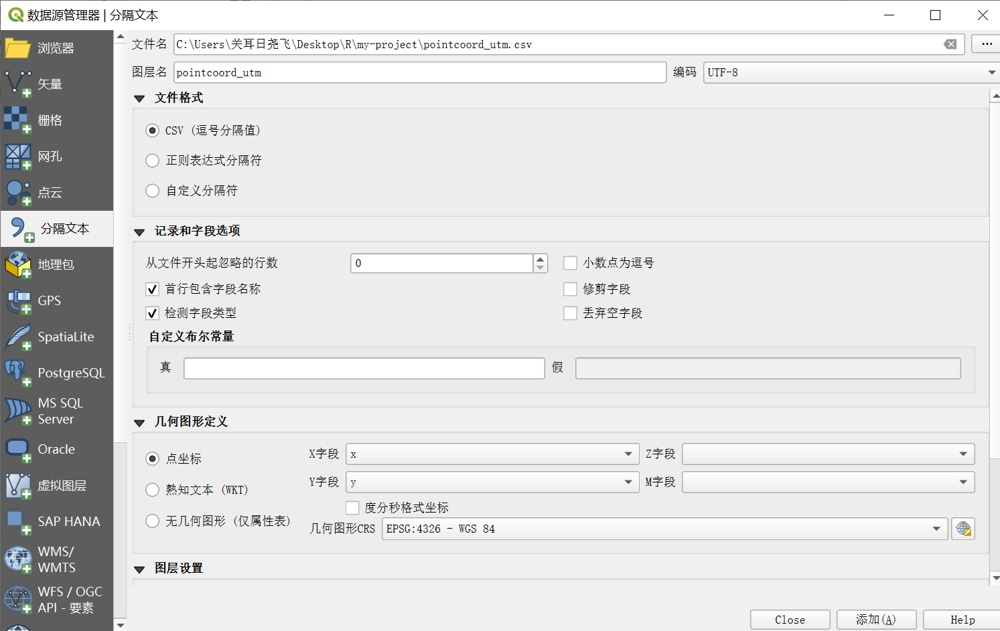 数据源管理器 | 分隔文本
浏览器
矢量
栅格
网孔
点云
分隔文本
地理包
GPS
SpatiaLite
PostgreSQL
MS SQL
Server
Oracle
虚拟图层
SAP HANA
WMS/
WMTS
WFS / OGC
API - 要素
文件名 C:\Users\关耳日尧飞\Desktop\R\my-project\pointcoord_utm.csv ...
图层名 pointcoord_utm 编码 UTF-8
文件格式
CSV (逗号分隔值)
正则表达式分隔符
自定义分隔符
记录和字段选项
从文件开头起忽略的行数 0 小数点为逗号
首行包含字段名称 修剪字段
检测字段类型 丢弃空字段
自定义布尔常量
真 假
几何图形定义
点坐标 X字段 x Z字段
Y字段 y M字段
熟知文本 (WKT)
度分秒格式坐标
无几何图形 (仅属性表) 几何图形CRS EPSG:4326 - WGS 84
图层设置
Close 添加(A) Help